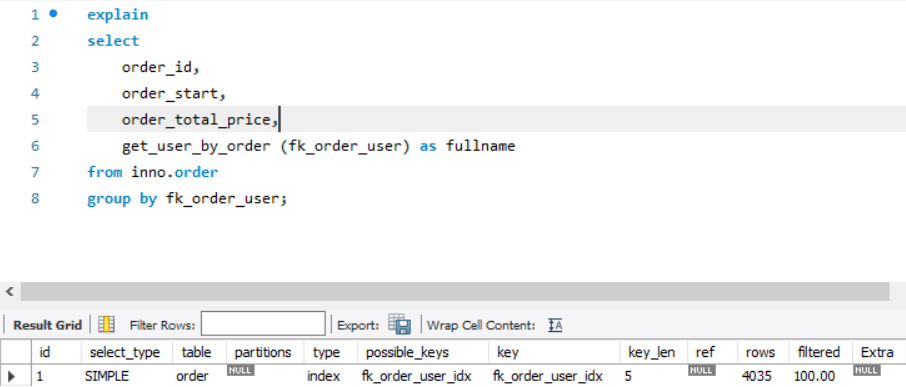 1 explain
2 select
3 order_id,
4 order_start,
5 order_total_price,
6 get_user_by_order (fk_order_user) as fullname
7 from inno.order
8 group by fk_order_user;
Result Grid Filter Rows: Export: Wrap Cell Content: IA
id select_type table partitions type possible_keys key key_len ref rows filtered Extra
1 SIMPLE order NULL index fk_order_user_idx fk_order_user_idx 5 NULL 4035 100.00 NULL